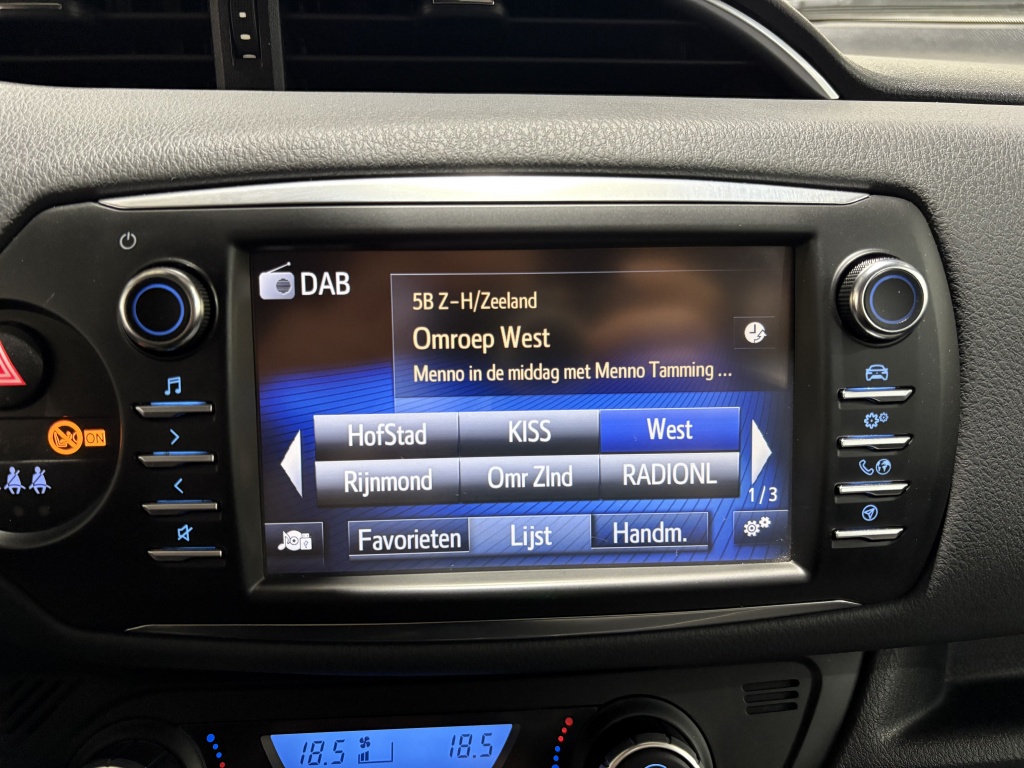 DAB
5B Z-H/Zeeland
Omroep West
Menno in de middag met Menno Tamming ...
HofStad KISS West
Rijnmond Omr Zlnd RADIONL
1/3
Favorieten Lijst Handm.
ON
18.5 18.5